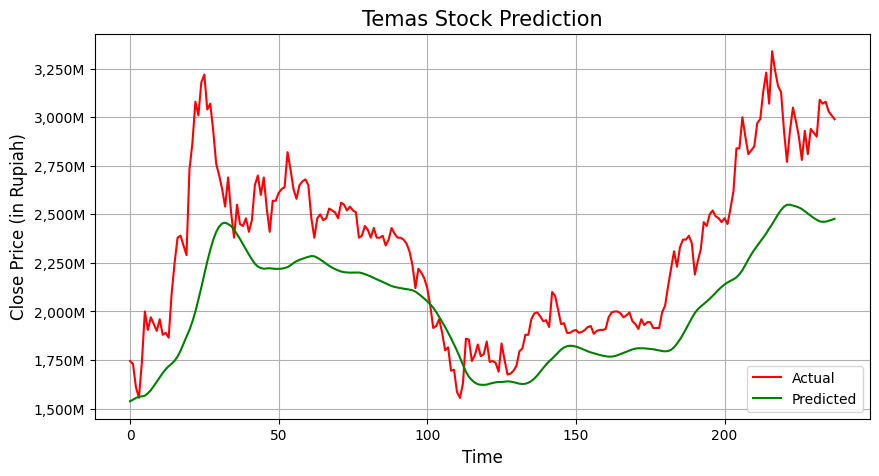 Temas Stock Prediction
Close Price (in Rupiah)
3,250M
3,000M
2,750M
2,500M
2,250M
2,000M
1,750M
1,500M
0
50
100
150
200
Time
Actual
Predicted